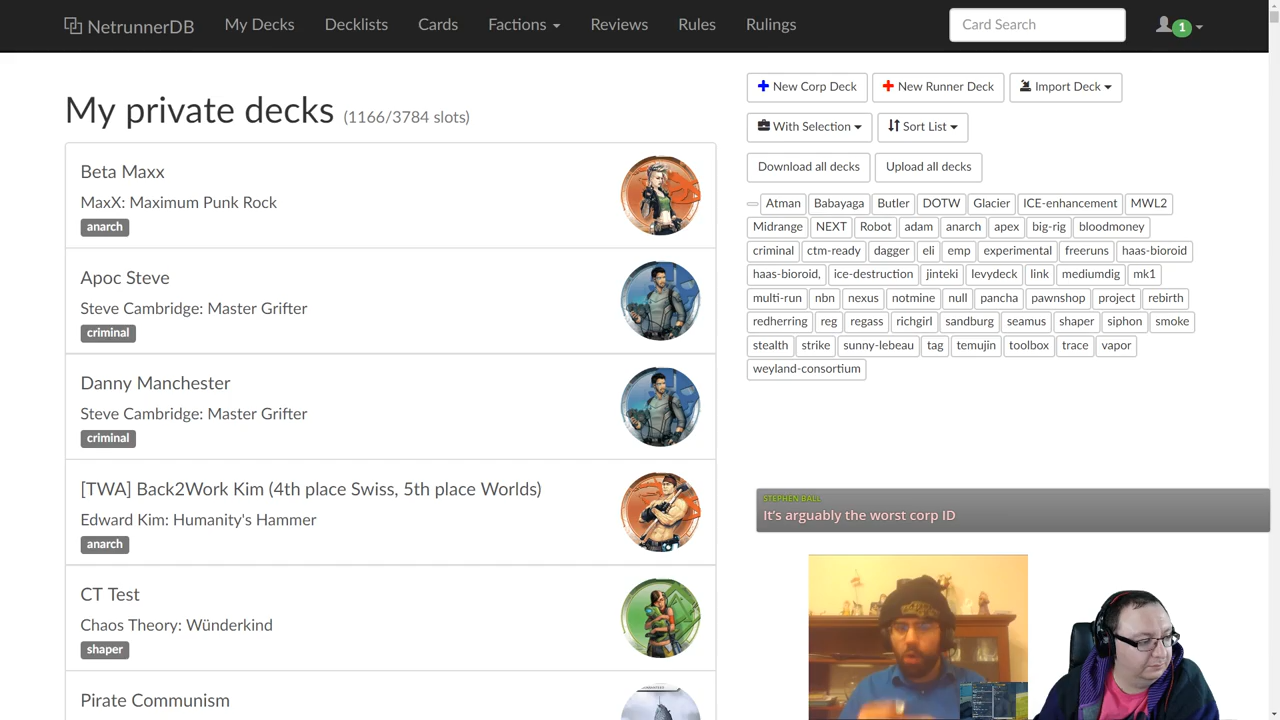 NetrunnerDB My Decks Decklists Cards Factions Reviews Rules Rulings Card Search 1
My private decks (1166/3784 slots)
Beta Maxx
MaxX: Maximum Punk Rock
anarch
Apoc Steve
Steve Cambridge: Master Grifter
criminal
Danny Manchester
Steve Cambridge: Master Grifter
criminal
[TWA] Back2Work Kim (4th place Swiss, 5th place Worlds)
Edward Kim: Humanity's Hammer
anarch
CT Test
Chaos Theory: Wünderkind
shaper
Pirate Communism
New Corp Deck New Runner Deck Import Deck
With Selection Sort List
Download all decks Upload all decks
Atman Babayaga Butler DOTW Glacier ICE-enhancement MWL2
Midrange NEXT Robot adam anarch apex big-rig bloodmoney
criminal ctm-ready dagger eli emp experimental freeruns haas-bioroid
haas-bioroid, ice-destruction jinteki levydeck link mediumdig mk1
multi-run nbn nexus notmine null pancha pawnshop project rebirth
redherring reg regass richgirl sandburg seamus shaper siphon smoke
stealth strike sunny-lebeau tag temujin toolbox trace vapor
weyland-consortium
STEPHEN BALL
It's arguably the worst corp ID